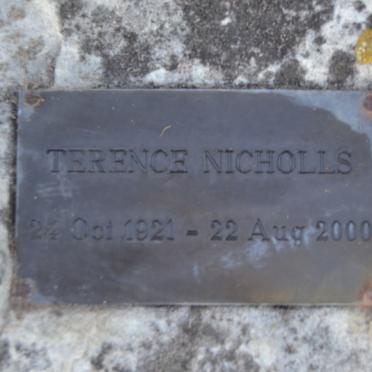 TERENCE NICHOLLS
24 Oct 1921 - 22 Aug 2000